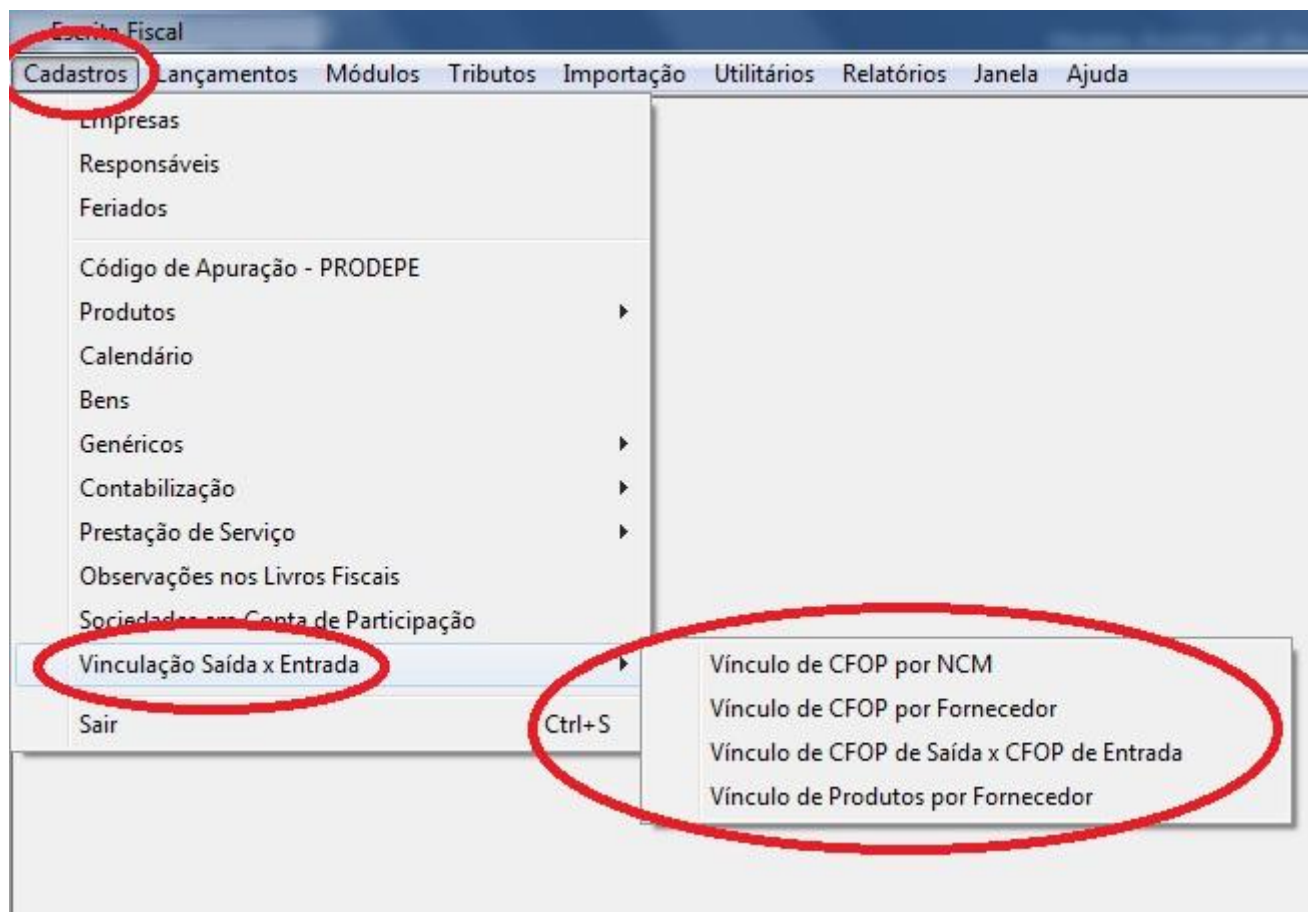 Escrita Fiscal
Cadastros Lançamentos Módulos Tributos Importação Utilitários Relatórios Janela Ajuda
Empresas
Responsáveis
Feriados
Código de Apuração - PRODEPE
Produtos
Calendário
Bens
Genéricos
Contabilização
Prestação de Serviço
Observações nos Livros Fiscais
Sociedades em Conta de Participação
Vinculação Saída x Entrada
Sair Ctrl+S
Vínculo de CFOP por NCM
Vínculo de CFOP por Fornecedor
Vínculo de CFOP de Saída x CFOP de Entrada
Vínculo de Produtos por Fornecedor